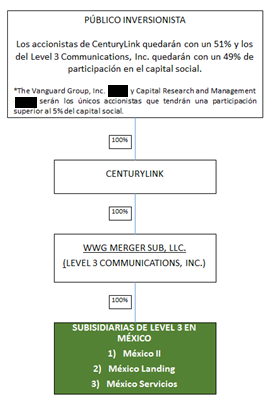 PÚBLICO INVERSIONISTA
Los accionistas de CenturyLink quedarán con un 51% y los
del Level 3 Communications, Inc. quedarán con un 49% de
participación en el capital social.
*The Vanguard Group, Inc. y Capital Research and Management
serán los únicos accionistas que tendrán una participación
superior al 5% del capital social.
100%
CENTURYLINK
100%
WWG MERGER SUB, LLC.
(LEVEL 3 COMMUNICATIONS, INC.)
100%
SUBSIDIARIAS DE LEVEL 3 EN
MÉXICO
1) México II
2) México Landing
3) México Servicios